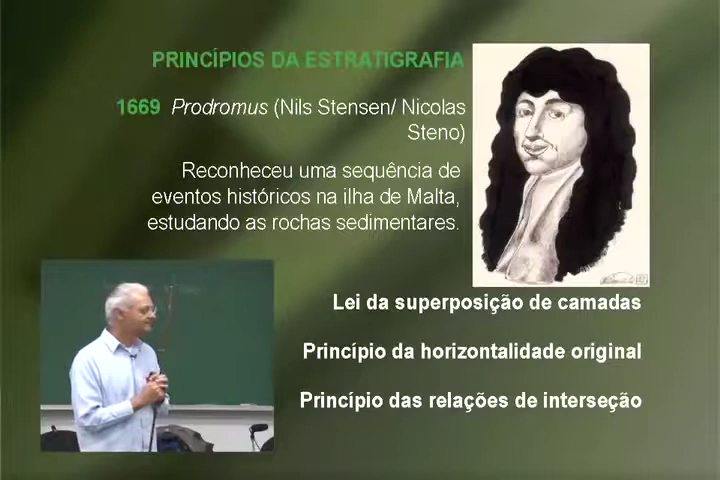 PRINCÍPIOS DA ESTRATIGRAFIA
1669 Prodromus (Nils Stensen/ Nicolas
Steno)
Reconheceu uma sequência de
eventos históricos na ilha de Malta,
estudando as rochas sedimentares.
Lei da superposição de camadas
Princípio da horizontalidade original
Princípio das relações de interseção